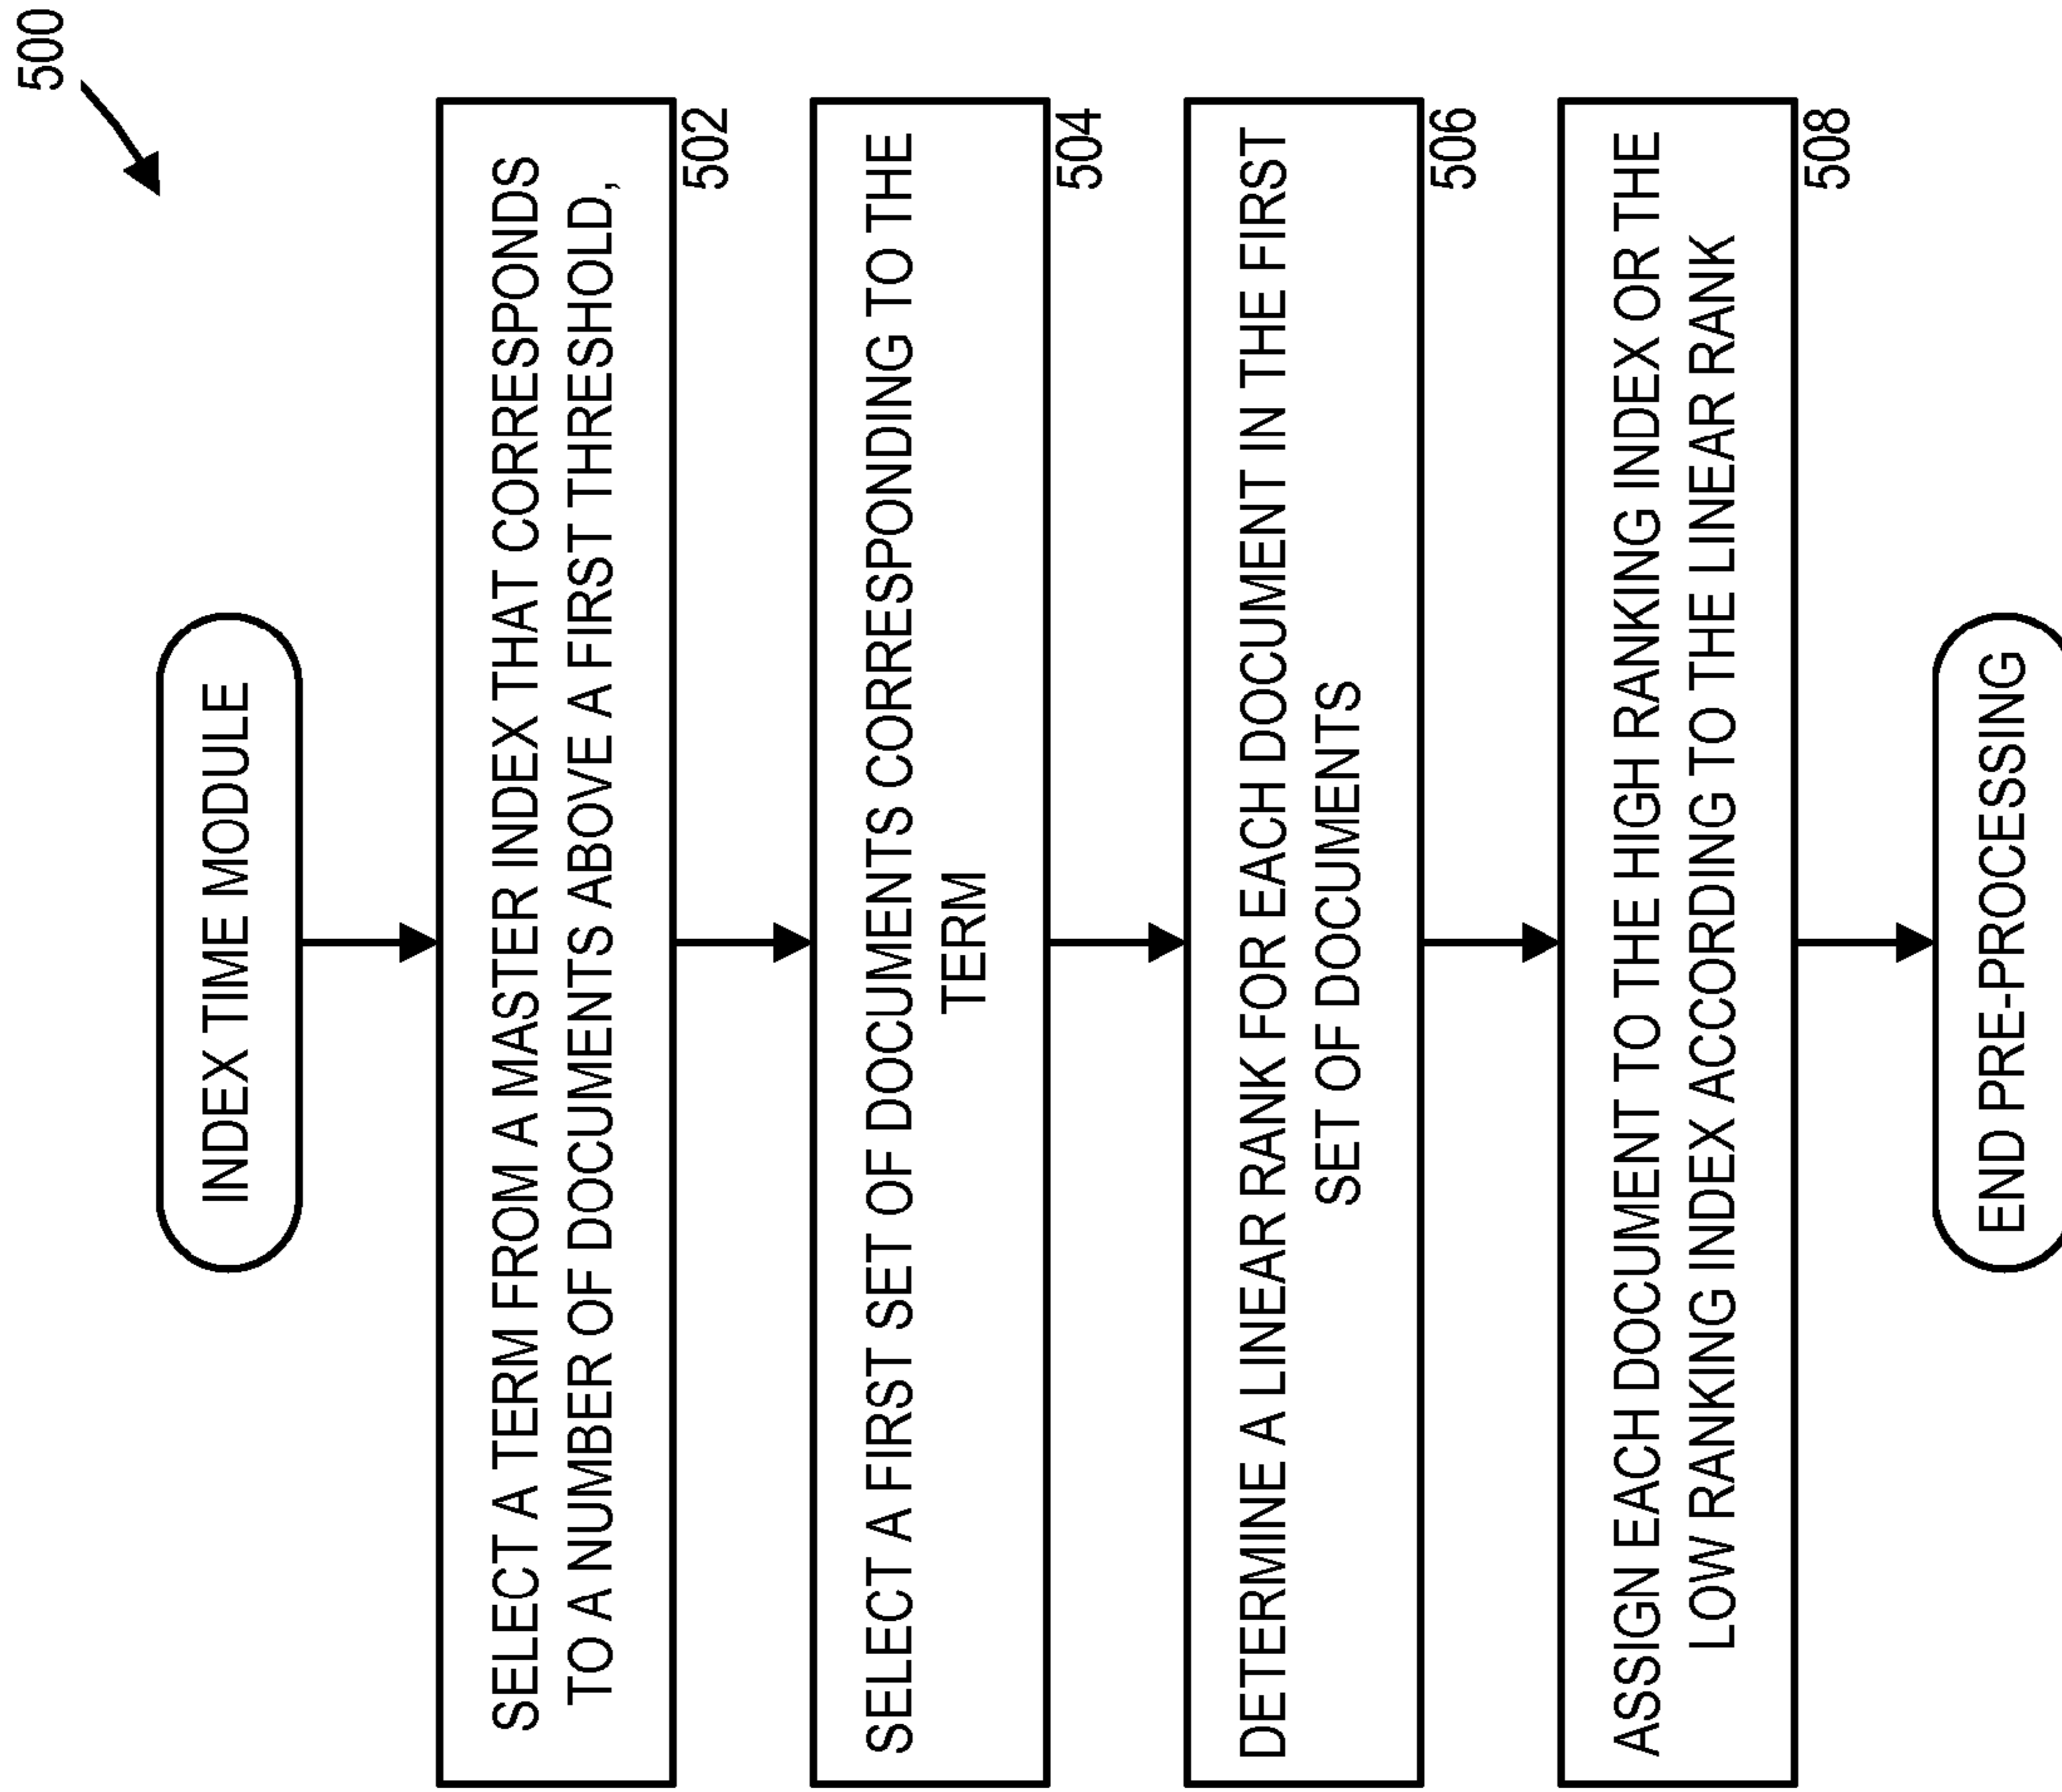 500
INDEX TIME MODULE
SELECT A TERM FROM A MASTER INDEX THAT CORRESPONDS
TO A NUMBER OF DOCUMENTS ABOVE A FIRST THRESHOLD,
502
SELECT A FIRST SET OF DOCUMENTS CORRESPONDING TO THE
TERM
504
DETERMINE A LINEAR RANK FOR EACH DOCUMENT IN THE FIRST
SET OF DOCUMENTS
506
ASSIGN EACH DOCUMENT TO THE HIGH RANKING INDEX OR THE
LOW RANKING INDEX ACCORDING TO THE LINEAR RANK
508
END PRE-PROCESSING